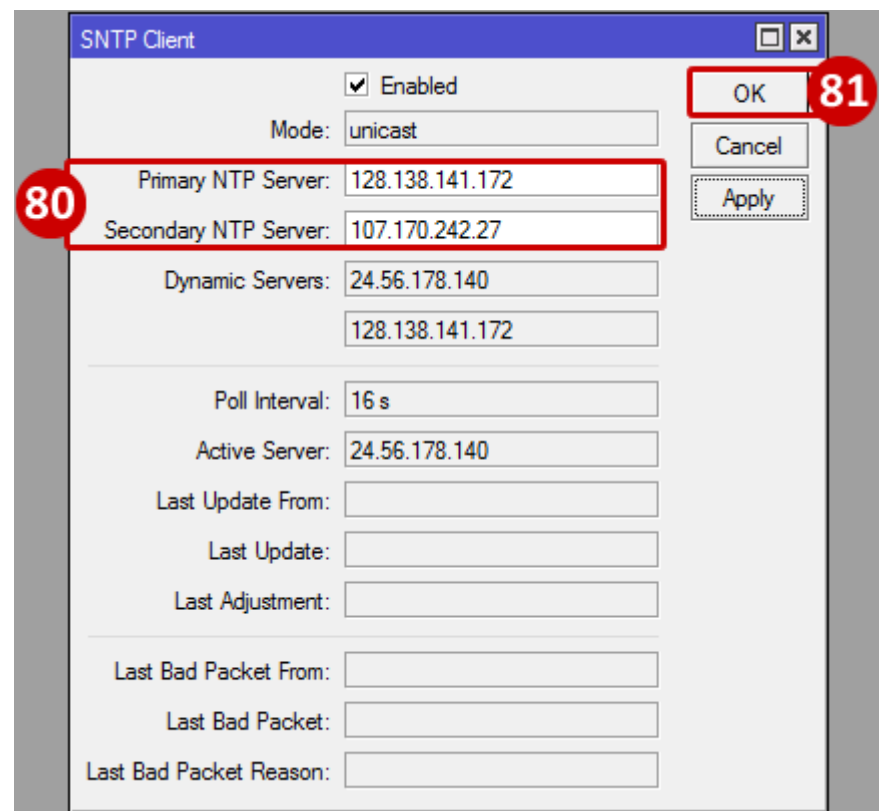 SNTP Client
Enabled
OK
81
Mode: unicast
Cancel
80
Primary NTP Server: 128.138.141.172
Apply
Secondary NTP Server: 107.170.242.27
Dynamic Servers: 24.56.178.140
128.138.141.172
Poll Interval: 16 s
Active Server: 24.56.178.140
Last Update From:
Last Update:
Last Adjustment:
Last Bad Packet From:
Last Bad Packet:
Last Bad Packet Reason: